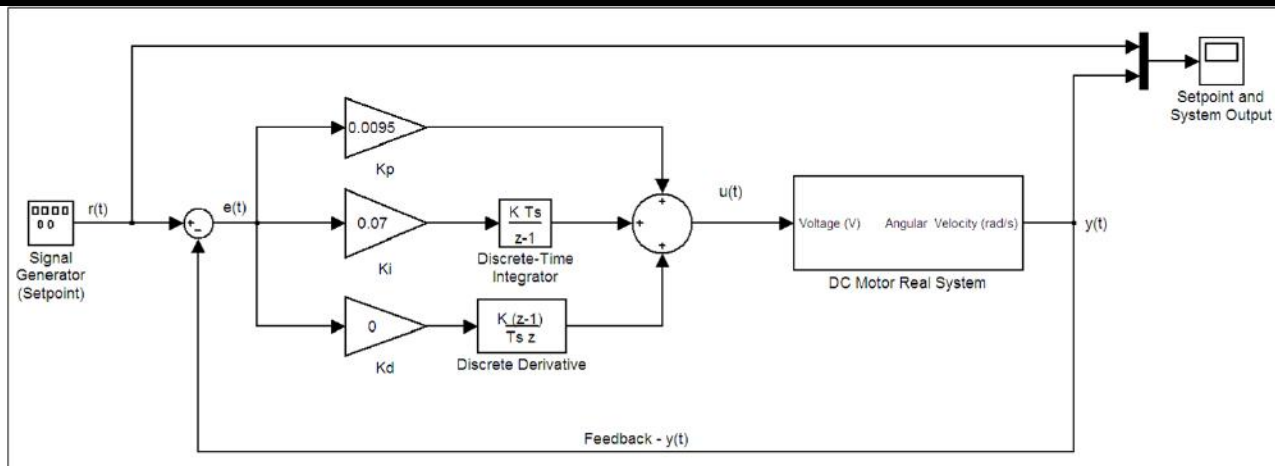 Setpoint and
System Output
0.0095
Kp
r(t)
e(t)
u(t)
+
−
0.07
Ki
K Ts
z-1
Discrete-Time
Integrator
+
+
+
Voltage (V)
Angular Velocity (rad/s)
y(t)
DC Motor Real System
Signal
Generator
(Setpoint)
0
Kd
K (z-1)
Ts z
Discrete Derivative
Feedback - y(t)